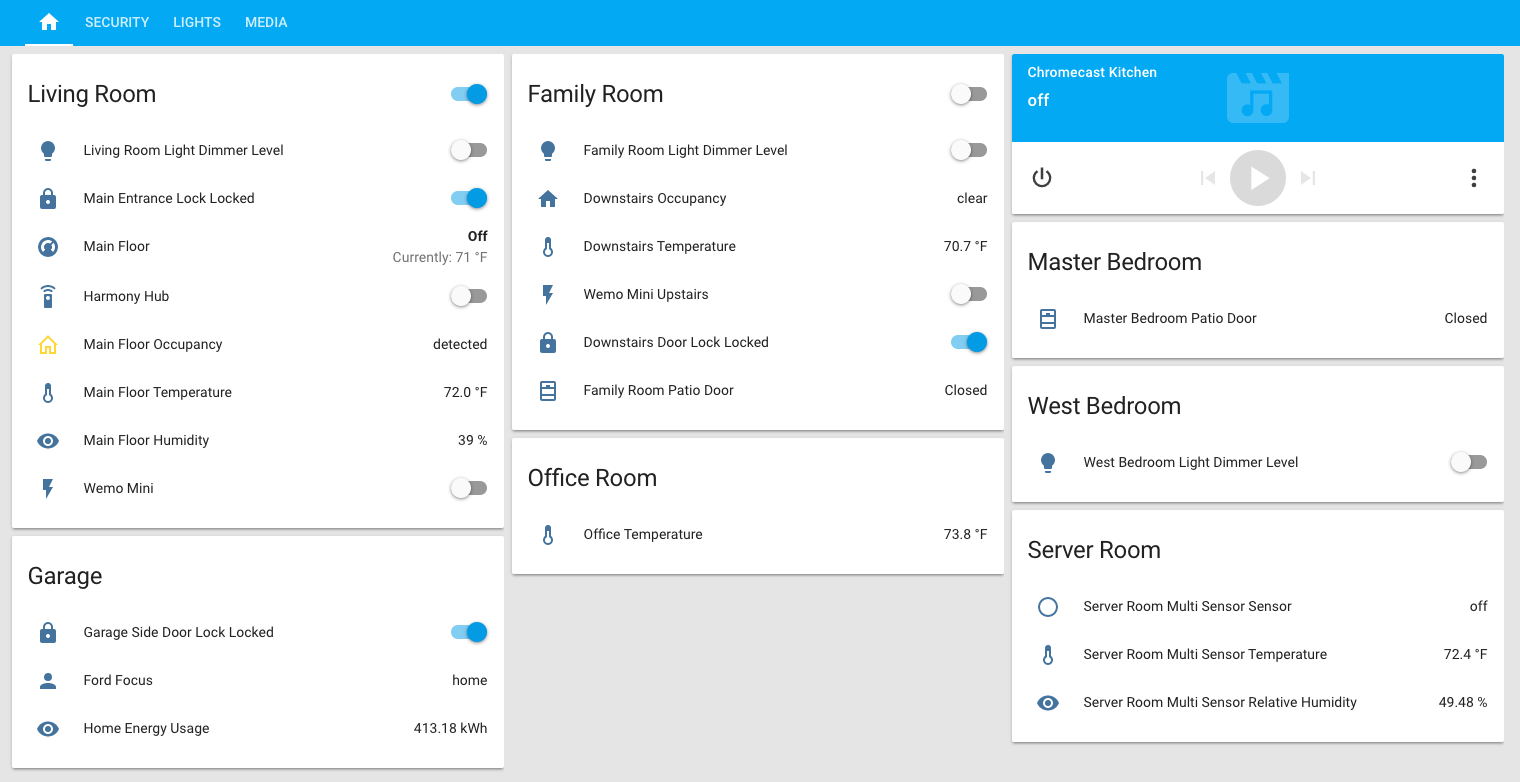 SECURITY LIGHTS MEDIA
Living Room
Living Room Light Dimmer Level
Main Entrance Lock Locked
Main Floor Off
Currently: 71 °F
Harmony Hub
Main Floor Occupancy detected
Main Floor Temperature 72.0 °F
Main Floor Humidity 39 %
Wemo Mini
Garage
Garage Side Door Lock Locked
Ford Focus home
Home Energy Usage 413.18 kWh
Family Room
Family Room Light Dimmer Level
Downstairs Occupancy clear
Downstairs Temperature 70.7 °F
Wemo Mini Upstairs
Downstairs Door Lock Locked
Family Room Patio Door Closed
Office Room
Office Temperature 73.8 °F
Chromecast Kitchen
off
Master Bedroom
Master Bedroom Patio Door Closed
West Bedroom
West Bedroom Light Dimmer Level
Server Room
Server Room Multi Sensor Sensor off
Server Room Multi Sensor Temperature 72.4 °F
Server Room Multi Sensor Relative Humidity 49.48 %